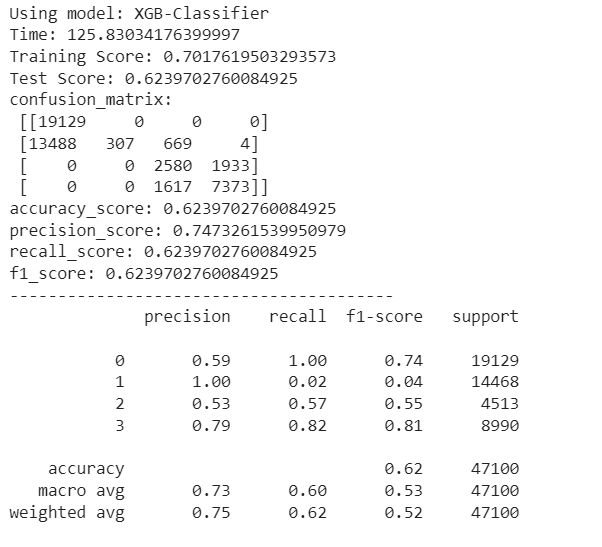 Using model: XGB-Classifier
Time: 125.83034176399997
Training Score: 0.7017619503293573
Test Score: 0.6239702760084925
confusion_matrix:
[[19129 0 0 0]
[13488 307 669 4]
[ 0 0 2580 1933]
[ 0 0 1617 7373]]
accuracy_score: 0.6239702760084925
precision_score: 0.7473261539950979
recall_score: 0.6239702760084925
f1_score: 0.6239702760084925
----------------------------------------
precision recall f1-score support
0 0.59 1.00 0.74 19129
1 1.00 0.02 0.04 14468
2 0.53 0.57 0.55 4513
3 0.79 0.82 0.81 8990
accuracy 0.62 47100
macro avg 0.73 0.60 0.53 47100
weighted avg 0.75 0.62 0.52 47100